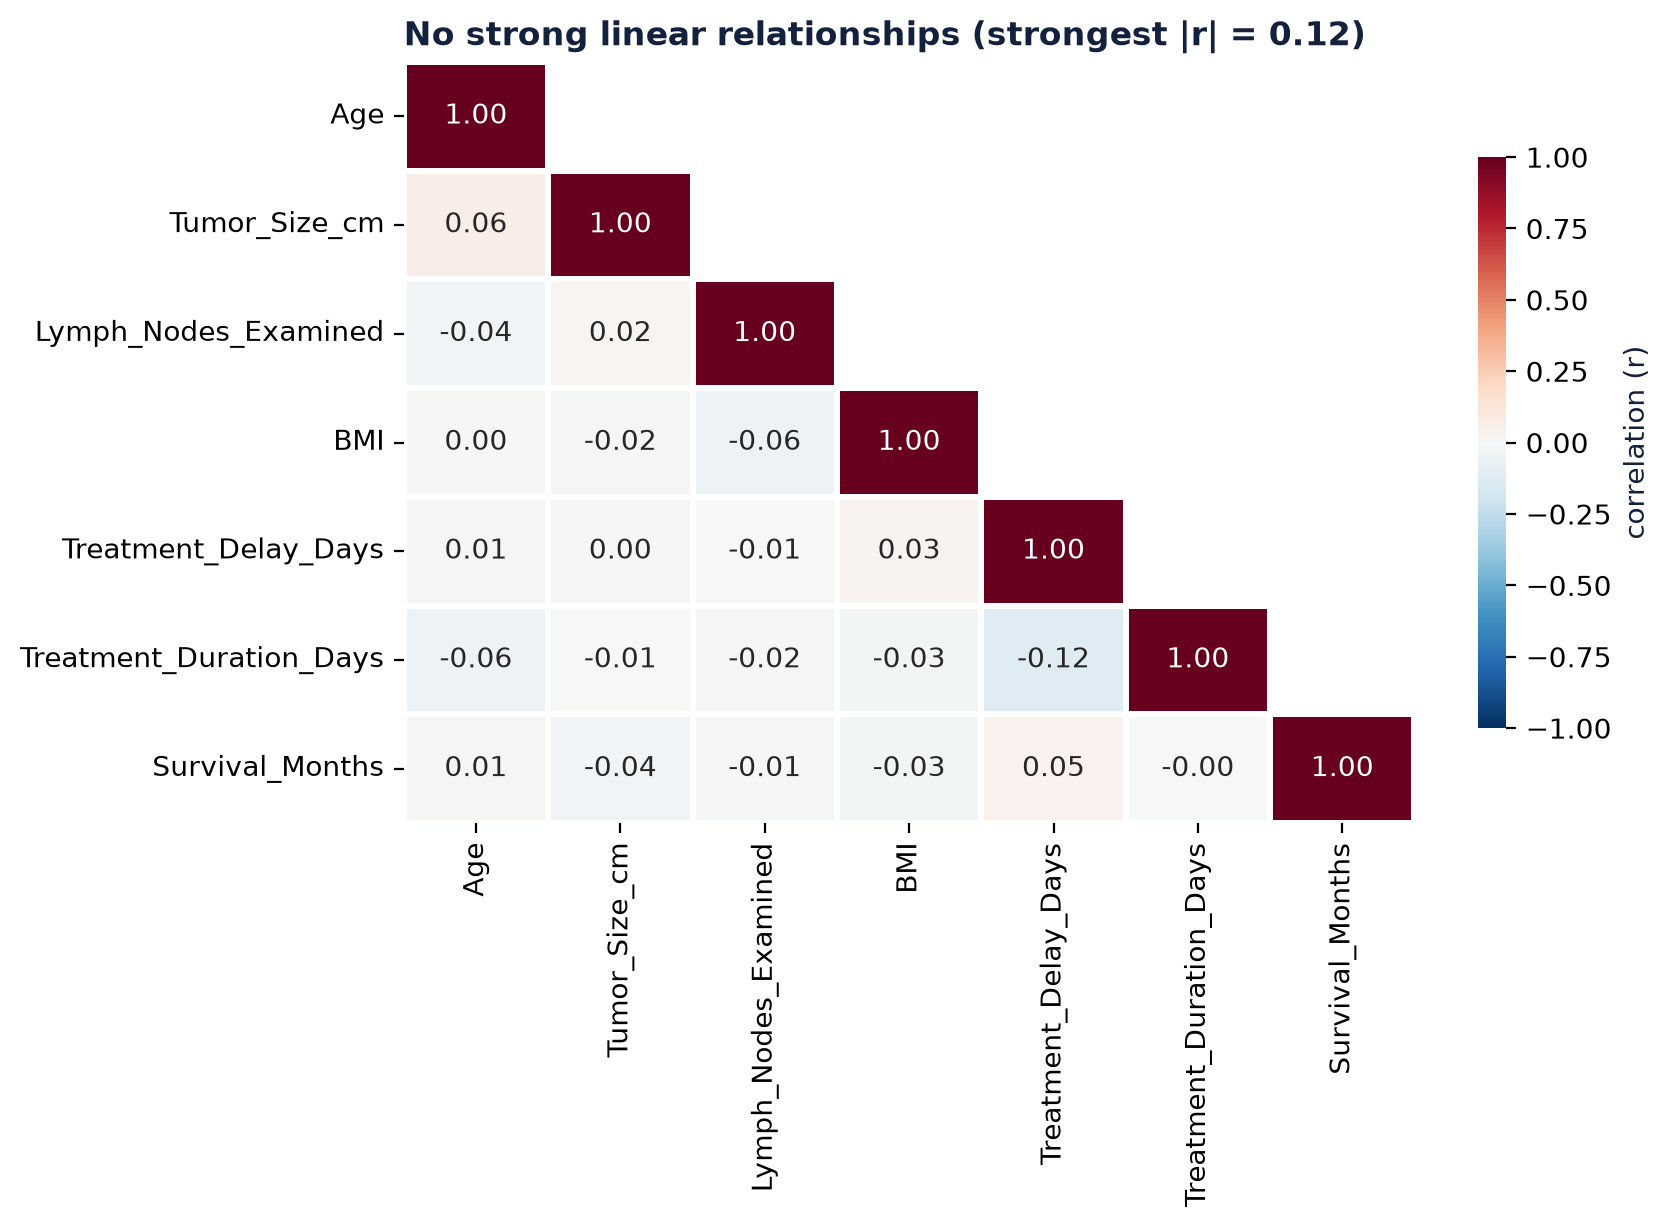 No strong linear relationships (strongest |r| = 0.12)
Age 1.00
Tumor_Size_cm 0.06 1.00
Lymph_Nodes_Examined -0.04 0.02 1.00
BMI 0.00 -0.02 -0.06 1.00
Treatment_Delay_Days 0.01 0.00 -0.01 0.03 1.00
Treatment_Duration_Days -0.06 -0.01 -0.02 -0.03 -0.12 1.00
Survival_Months 0.01 -0.04 -0.01 -0.03 0.05 -0.00 1.00
Age
Tumor_Size_cm
Lymph_Nodes_Examined
BMI
Treatment_Delay_Days
Treatment_Duration_Days
Survival_Months
1.00
0.75
0.50
0.25
0.00
−0.25
−0.50
−0.75
−1.00
correlation (r)